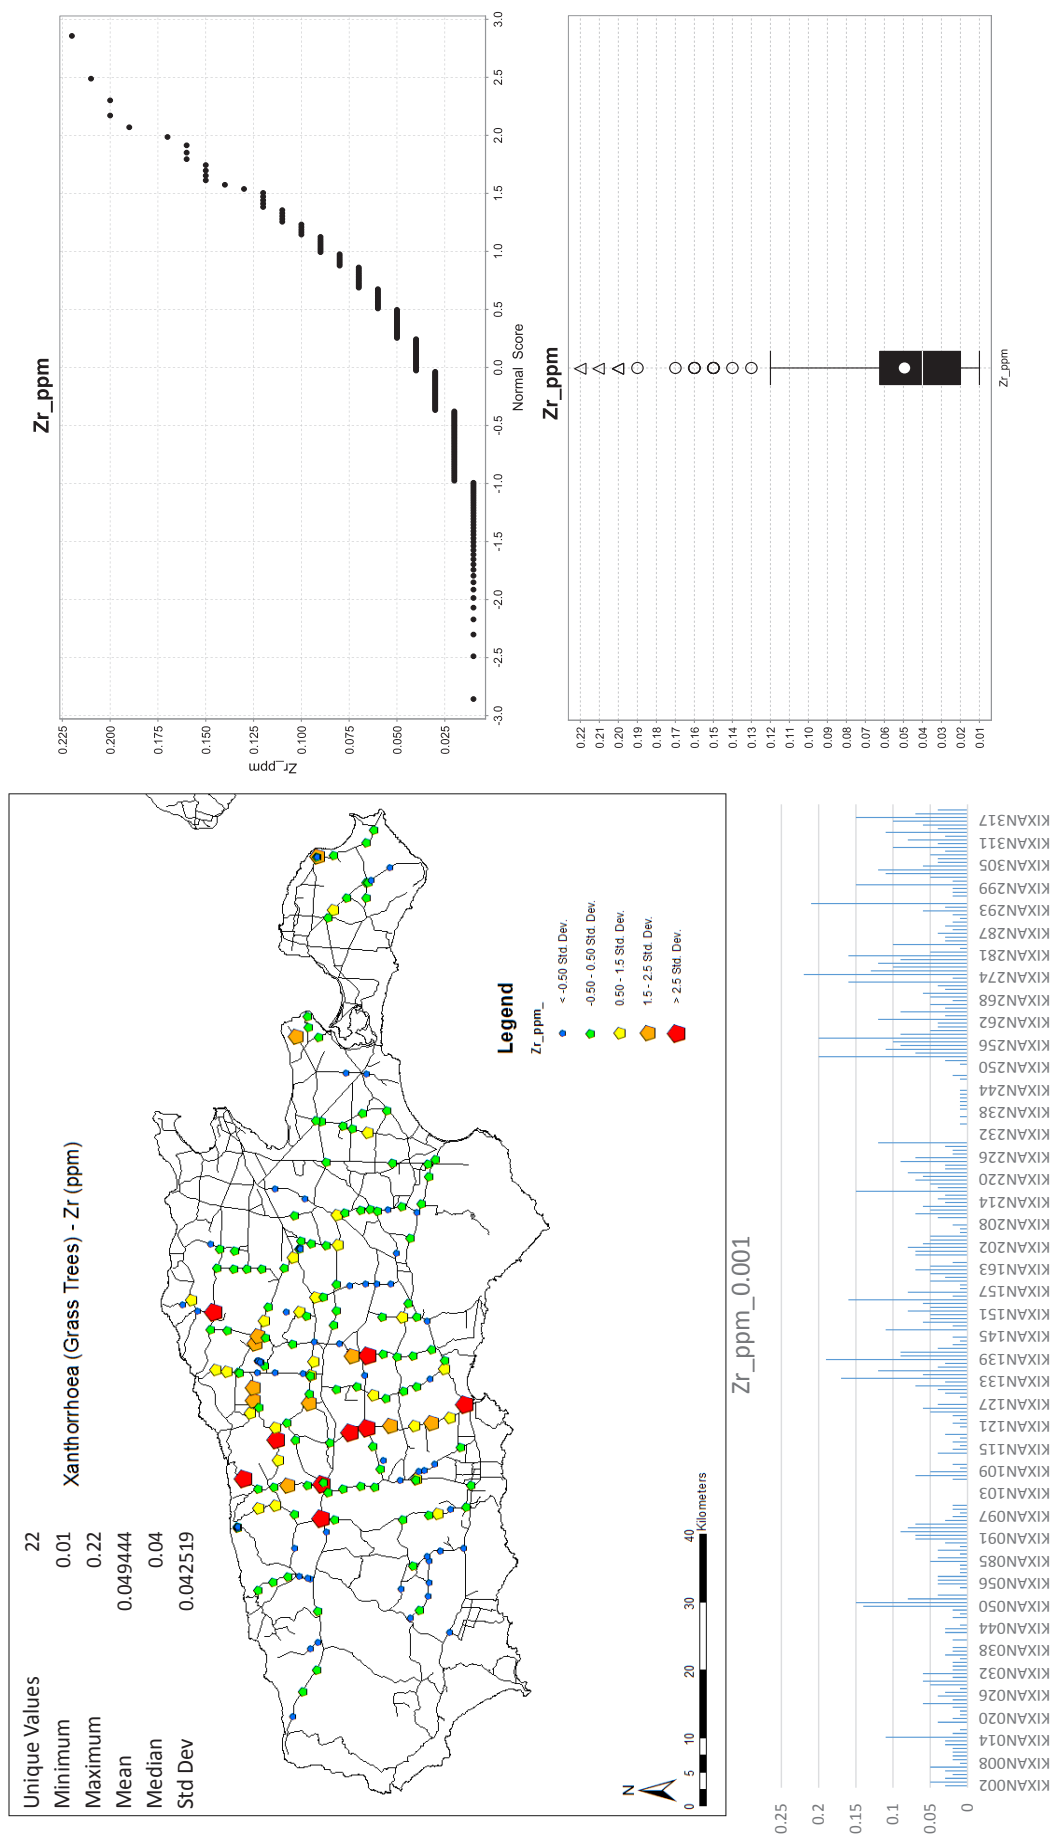 Xanthorrhoea (Grass Trees) - Zr (ppm)
Unique Values 22
Minimum 0.01
Maximum 0.22
Mean 0.049444
Median 0.04
Std Dev 0.042519
Legend
Zr_ppm_
< -0.50 Std. Dev.
-0.50 - 0.50 Std. Dev.
0.50 - 1.5 Std. Dev.
1.5 - 2.5 Std. Dev.
> 2.5 Std. Dev.
N
0 5 10 20 30 40
Kilometers
Zr_ppm
0.225
0.200
0.175
0.150
0.125
0.100
0.075
0.050
0.025
Zr_ppm
-3.0 -2.5 -2.0 -1.5 -1.0 -0.5 0.0 0.5 1.0 1.5 2.0 2.5 3.0
Normal Score
Zr_ppm_0.001
0.25
0.2
0.15
0.1
0.05
0
KIXAN002
KIXAN008
KIXAN014
KIXAN020
KIXAN026
KIXAN032
KIXAN038
KIXAN044
KIXAN050
KIXAN056
KIXAN085
KIXAN091
KIXAN097
KIXAN103
KIXAN109
KIXAN115
KIXAN121
KIXAN127
KIXAN133
KIXAN139
KIXAN145
KIXAN151
KIXAN157
KIXAN163
KIXAN202
KIXAN208
KIXAN214
KIXAN220
KIXAN226
KIXAN232
KIXAN238
KIXAN244
KIXAN250
KIXAN256
KIXAN262
KIXAN268
KIXAN274
KIXAN281
KIXAN287
KIXAN293
KIXAN299
KIXAN305
KIXAN311
KIXAN317
Zr_ppm
0.22
0.21
0.20
0.19
0.18
0.17
0.16
0.15
0.14
0.13
0.12
0.11
0.10
0.09
0.08
0.07
0.06
0.05
0.04
0.03
0.02
0.01
Zr_ppm